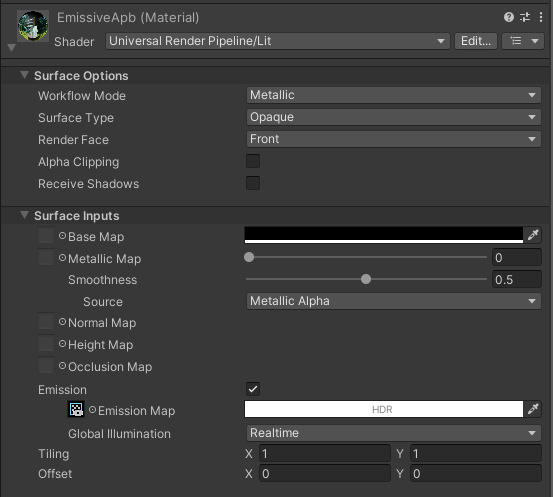 EmissiveApb (Material)
Shader Universal Render Pipeline/Lit Edit...
Surface Options
Workflow Mode Metallic
Surface Type Opaque
Render Face Front
Alpha Clipping
Receive Shadows
Surface Inputs
Base Map
Metallic Map 0
Smoothness 0.5
Source Metallic Alpha
Normal Map
Height Map
Occlusion Map
Emission
Emission Map HDR
Global Illumination Realtime
Tiling X 1 Y 1
Offset X 0 Y 0